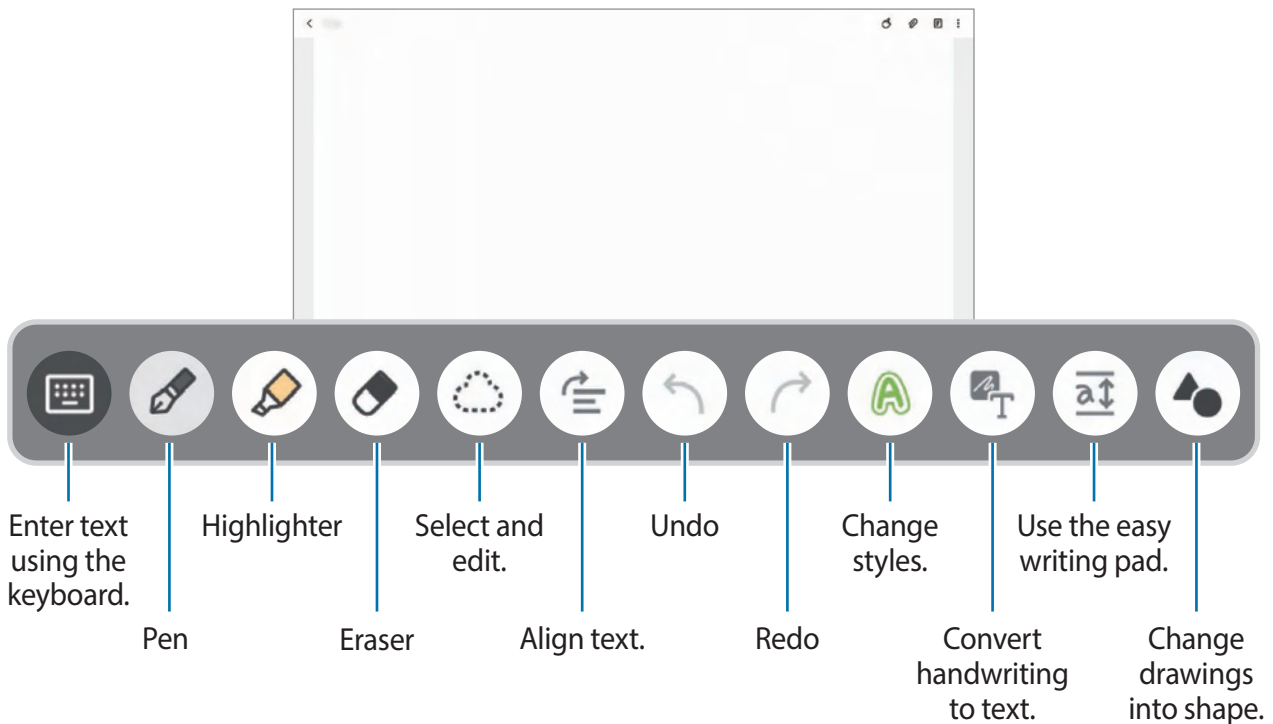 Enter text
using the
keyboard.
Pen
Highlighter
Eraser
Select and
edit.
Align text.
Undo
Redo
Change
styles.
Convert
handwriting
to text.
Use the easy
writing pad.
Change
drawings
into shape.